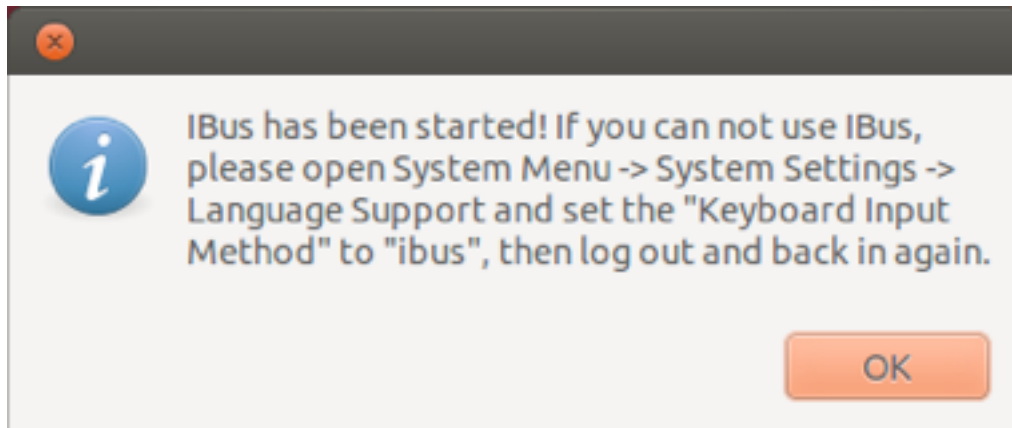 IBus has been started! If you can not use IBus,
please open System Menu -> System Settings ->
Language Support and set the "Keyboard Input
Method" to "ibus", then log out and back in again.
OK